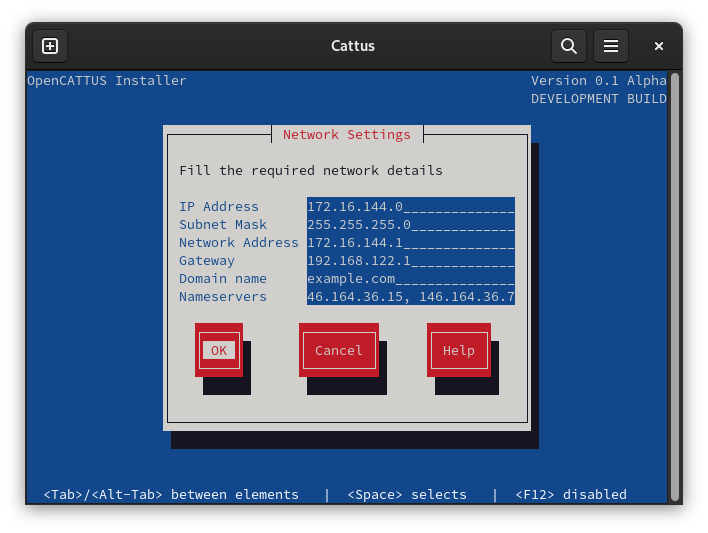 Cattus
OpenCATTUS Installer
Version 0.1 Alpha
DEVELOPMENT BUILD
Network Settings
Fill the required network details
IP Address 172.16.144.0______________
Subnet Mask 255.255.255.0_____________
Network Address 172.16.144.1______________
Gateway 192.168.122.1_____________
Domain name example.com_______________
Nameservers 46.164.36.15, 146.164.36.7
OK Cancel Help
<Tab>/<Alt-Tab> between elements | <Space> selects | <F12> disabled